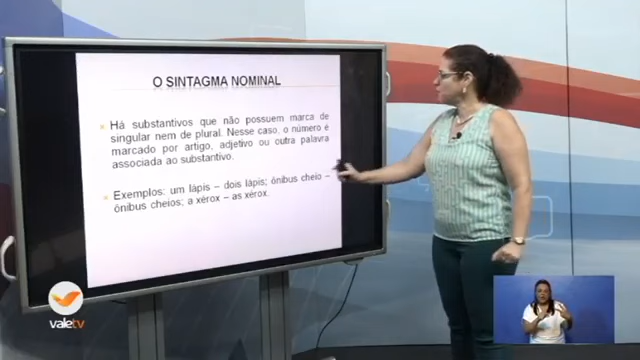 O SINTAGMA NOMINAL
Há substantivos que não possuem marca de
singular nem de plural. Nesse caso, o número é
marcado por artigo, adjetivo ou outra palavra
associada ao substantivo.
Exemplos: um lápis – dois lápis; ônibus cheio –
ônibus cheios; a xérox – as xérox.
valetv